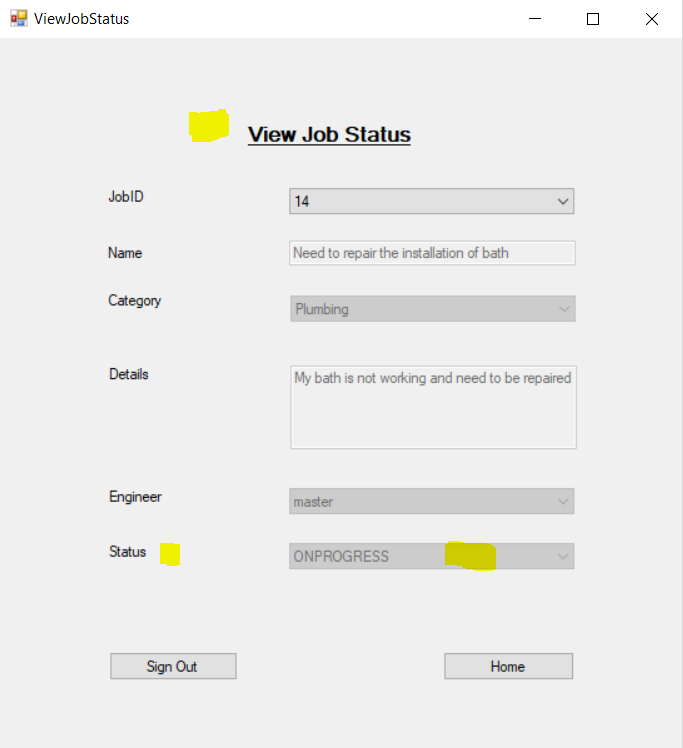 ViewJobStatus
View Job Status
JobID
14
Name
Need to repair the installation of bath
Category
Plumbing
Details
My bath is not working and need to be repaired
Engineer
master
Status
ONPROGRESS
Sign Out
Home